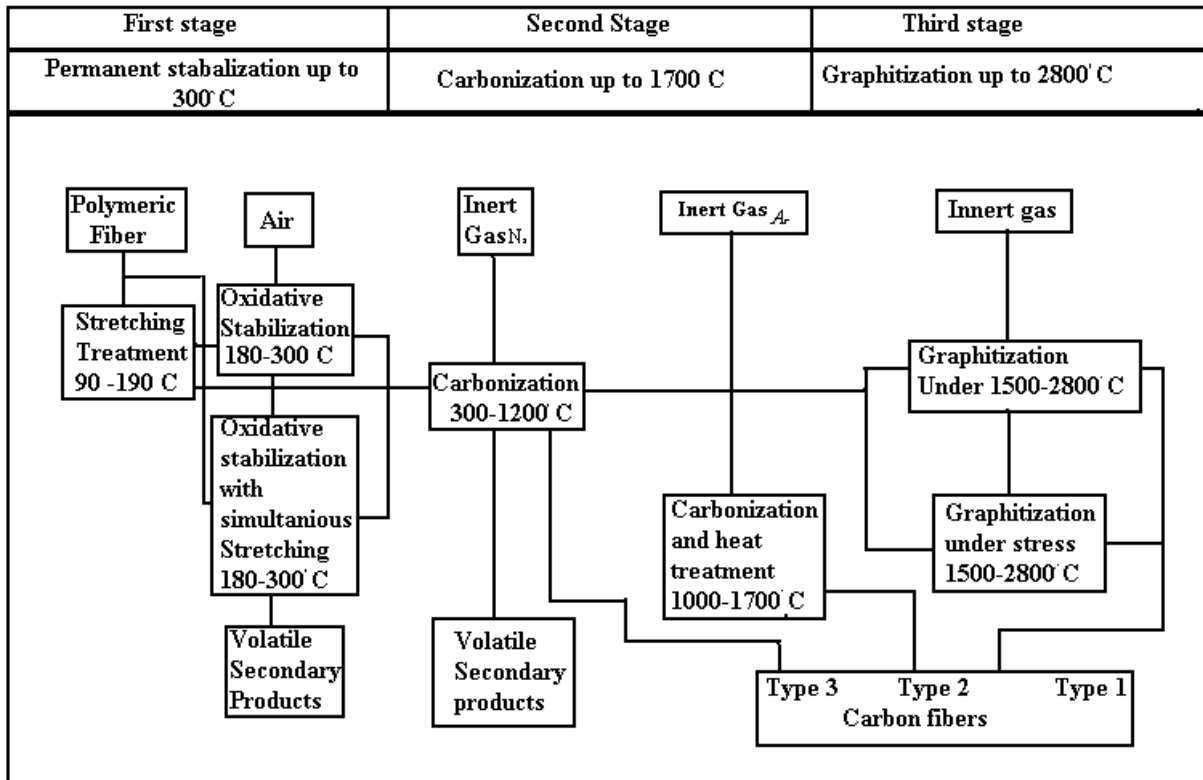 First stage
Second Stage
Third stage
Permanent stabalization up to
300° C
Carbonization up to 1700 C
Graphitization up to 2800° C
Polymeric
Fiber
Air
Inert
Gas N₂
Inert Gas Ar
Innert gas
Stretching
Treatment
90 -190 C
Oxidative
Stabilization
180-300 C
Carbonization
300-1200° C
Graphitization
Under 1500-2800° C
Oxidative
stabilization
with
simultanious
Stretching
180-300° C
Carbonization
and heat
treatment
1000-1700° C
Graphitization
under stress
1500-2800° C
Volatile
Secondary
Products
Volatile
Secondary
products
Type 3
Type 2
Type 1
Carbon fibers